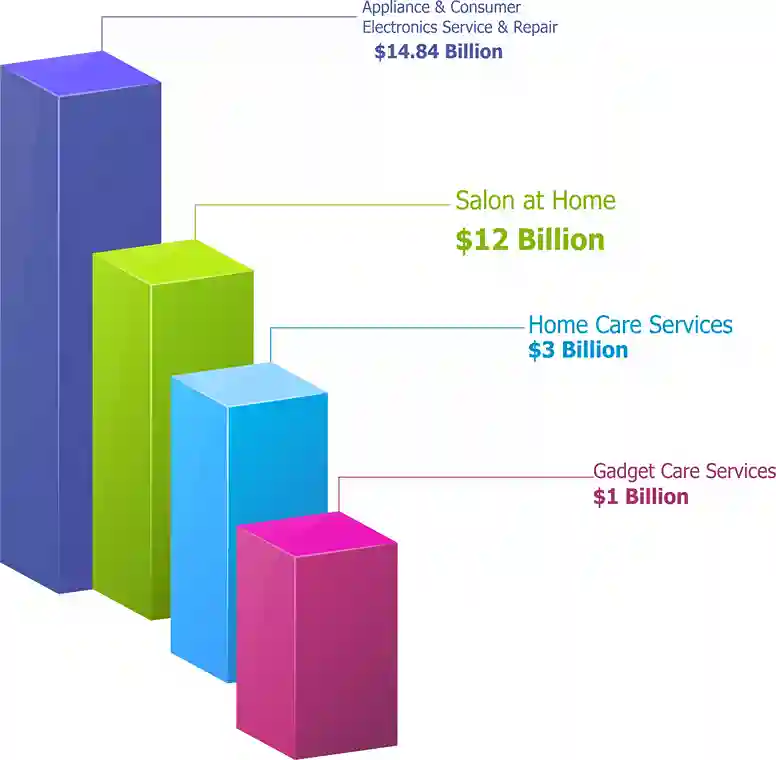 Appliance & Consumer
Electronics Service & Repair
$14.84 Billion
Salon at Home
$12 Billion
Home Care Services
$3 Billion
Gadget Care Services
$1 Billion